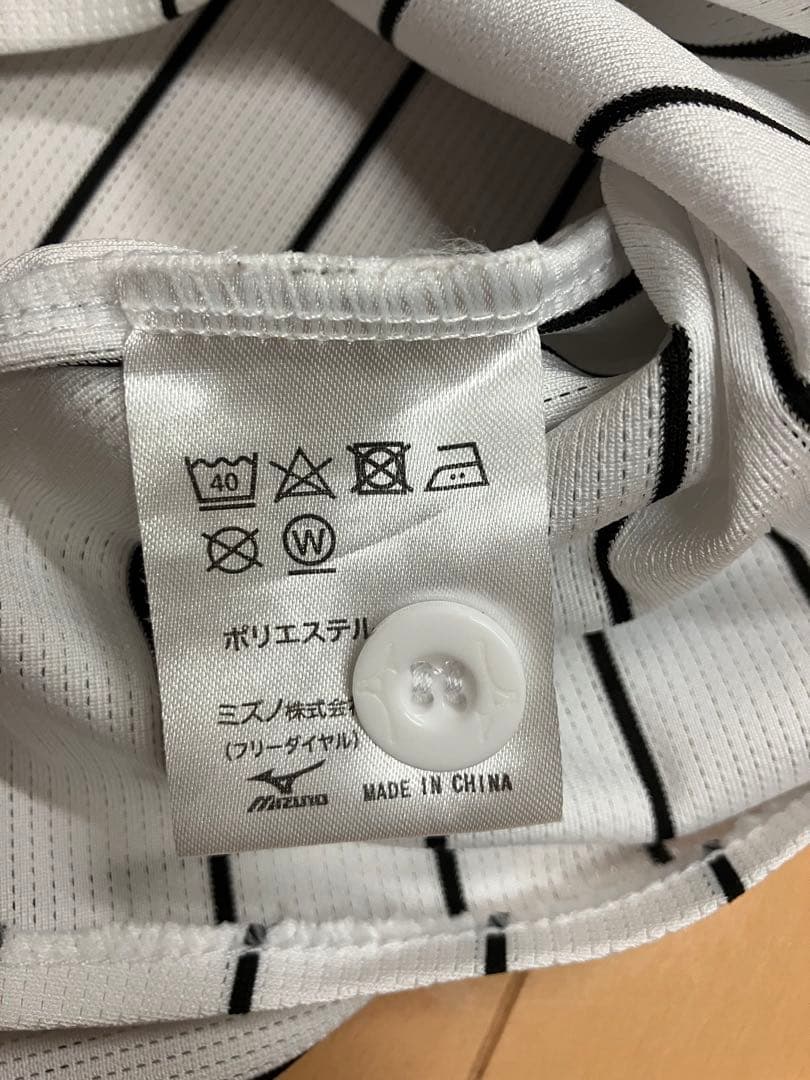 40
W
ポリエステル
ミズノ株式会
(フリーダイヤル)
Mizuno
MADE IN CHINA